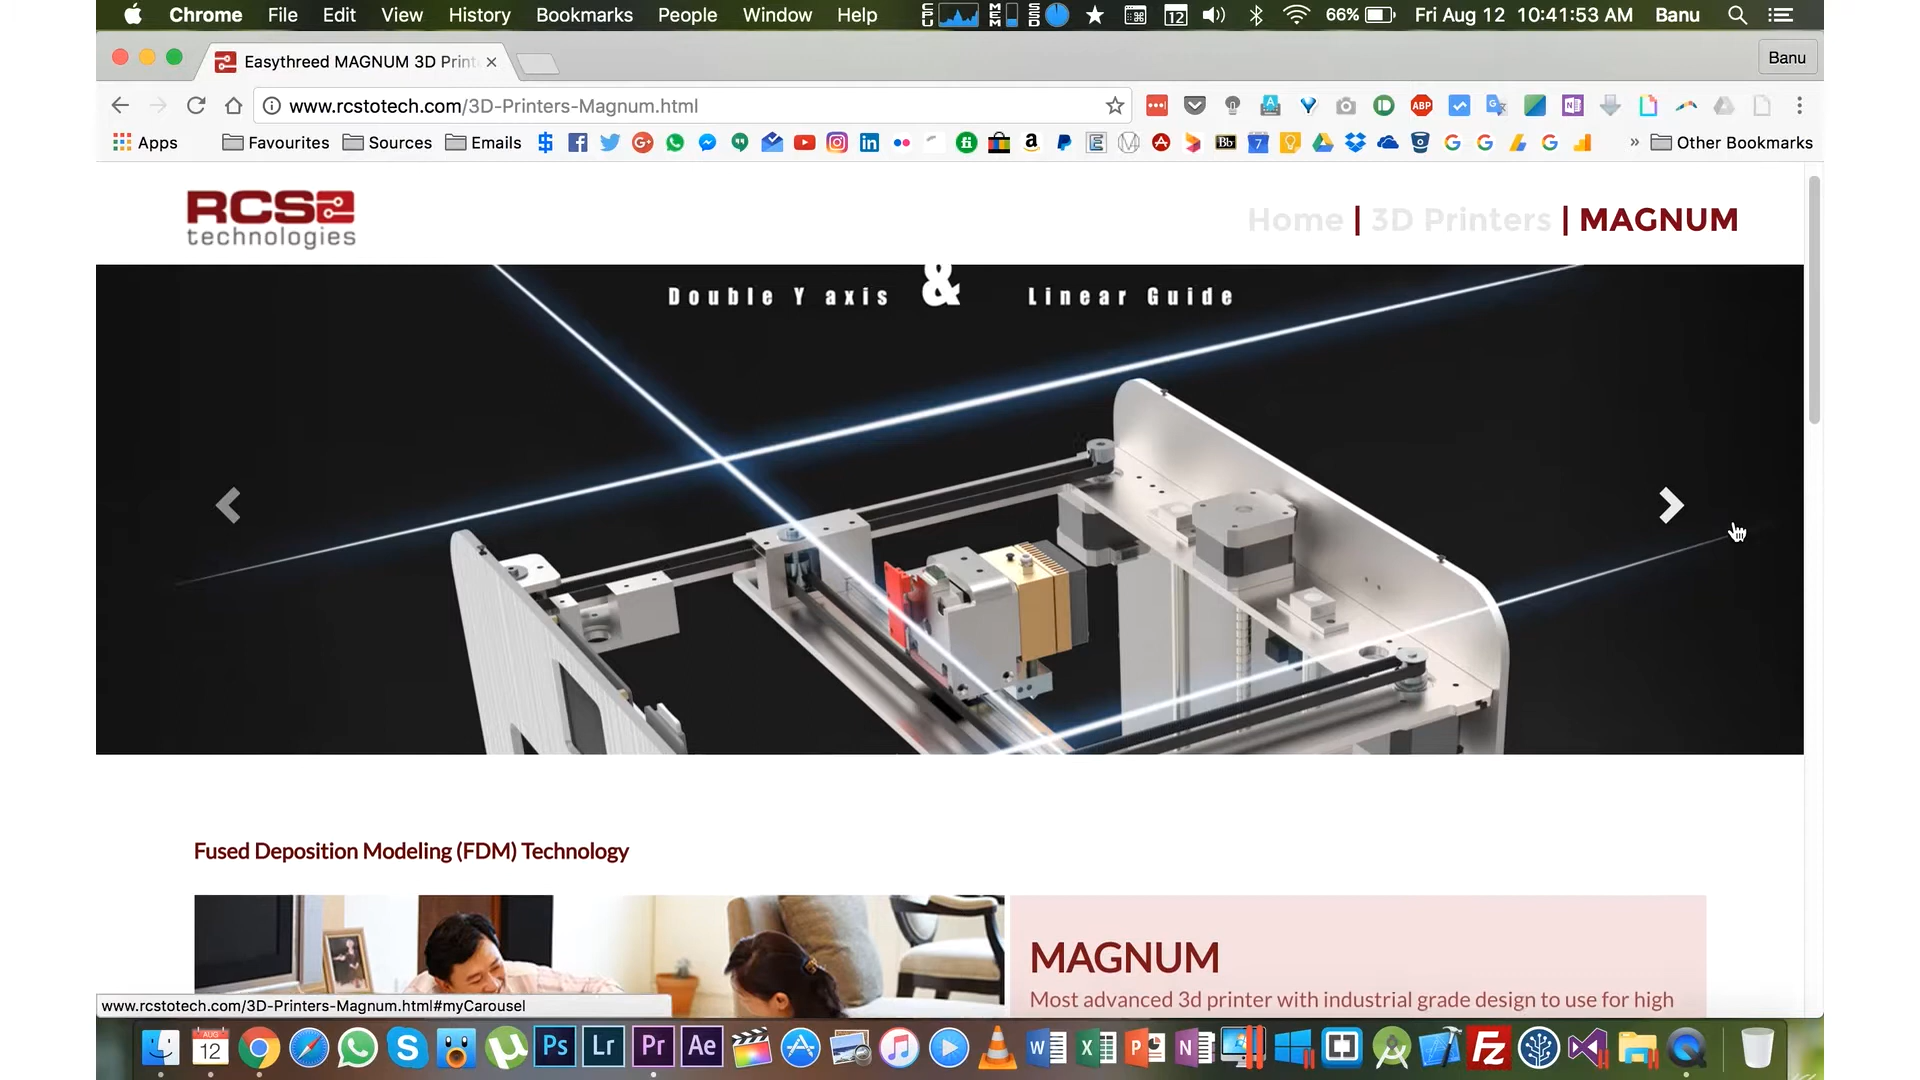 Chrome File Edit View History Bookmarks People Window Help 66% Fri Aug 12 10:41:53 AM Banu
Easythreed MAGNUM 3D Print
Banu
www.rcstotech.com/3D-Printers-Magnum.html
Apps Favourites Sources Emails Other Bookmarks
RCS
technologies
Home | 3D Printers | MAGNUM
Double Y axis & Linear Guide
Fused Deposition Modeling (FDM) Technology
MAGNUM
Most advanced 3d printer with industrial grade design to use for high
www.rcstotech.com/3D-Printers-Magnum.html#myCarousel
AUG
12
Ps Lr Pr Ae